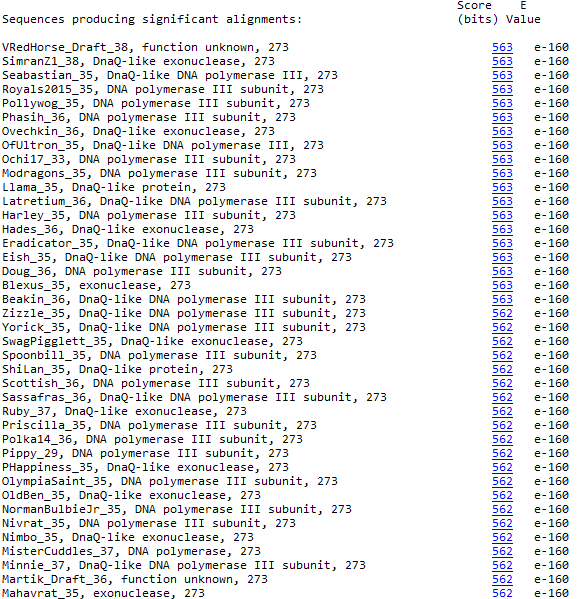 Score E
Sequences producing significant alignments: (bits) Value
VRedHorse_Draft_38, function unknown, 273 563 e-160
SimranZ1_38, DnaQ-like exonuclease, 273 563 e-160
Seabastian_35, DnaQ-like DNA polymerase III, 273 563 e-160
Royals2015_35, DNA polymerase III subunit, 273 563 e-160
Pollywog_35, DNA polymerase III subunit, 273 563 e-160
Phasih_36, DNA polymerase III subunit, 273 563 e-160
Ovechkin_36, DnaQ-like exonuclease, 273 563 e-160
OfUltron_35, DnaQ-like DNA polymerase III, 273 563 e-160
Ochi17_33, DNA polymerase III subunit, 273 563 e-160
Modragons_35, DNA polymerase III subunit, 273 563 e-160
Llama_35, DnaQ-like protein, 273 563 e-160
Latretium_36, DnaQ-like DNA polymerase III subunit, 273 563 e-160
Harley_35, DNA polymerase III subunit, 273 563 e-160
Hades_36, DnaQ-like exonuclease, 273 563 e-160
Eradicator_35, DnaQ-like DNA polymerase III subunit, 273 563 e-160
Eish_35, DnaQ-like DNA polymerase III subunit, 273 563 e-160
Doug_36, DNA polymerase III subunit, 273 563 e-160
Blexus_35, exonuclease, 273 563 e-160
Beakin_36, DnaQ-like DNA polymerase III subunit, 273 563 e-160
Zizzle_35, DnaQ-like DNA polymerase III subunit, 273 562 e-160
Yorick_35, DNA polymerase III subunit, 273 562 e-160
SwagPigglett_35, DnaQ-like exonuclease, 273 562 e-160
Spoonbill_35, DNA polymerase III subunit, 273 562 e-160
ShiLan_35, DnaQ-like protein, 273 562 e-160
Scottish_36, DNA polymerase III subunit, 273 562 e-160
Sassafras_36, DnaQ-like DNA polymerase III subunit, 273 562 e-160
Ruby_37, DnaQ-like exonuclease, 273 562 e-160
Priscilla_35, DNA polymerase III subunit, 273 562 e-160
Polka14_36, DNA polymerase III subunit, 273 562 e-160
Pippy_29, DNA polymerase III subunit, 273 562 e-160
PHappiness_35, DnaQ-like exonuclease, 273 562 e-160
OlympiaSaint_35, DNA polymerase III subunit, 273 562 e-160
OldBen_35, DnaQ-like exonuclease, 273 562 e-160
NormanBulbieJr_35, DNA polymerase III subunit, 273 562 e-160
Nivrat_35, DNA polymerase III subunit, 273 562 e-160
Nimbo_35, DnaQ-like exonuclease, 273 562 e-160
MisterCuddles_37, DNA polymerase, 273 562 e-160
Minnie_37, DnaQ-like DNA polymerase III subunit, 273 562 e-160
Martik_Draft_36, function unknown, 273 562 e-160
Mahavrat_35, exonuclease, 273 562 e-160